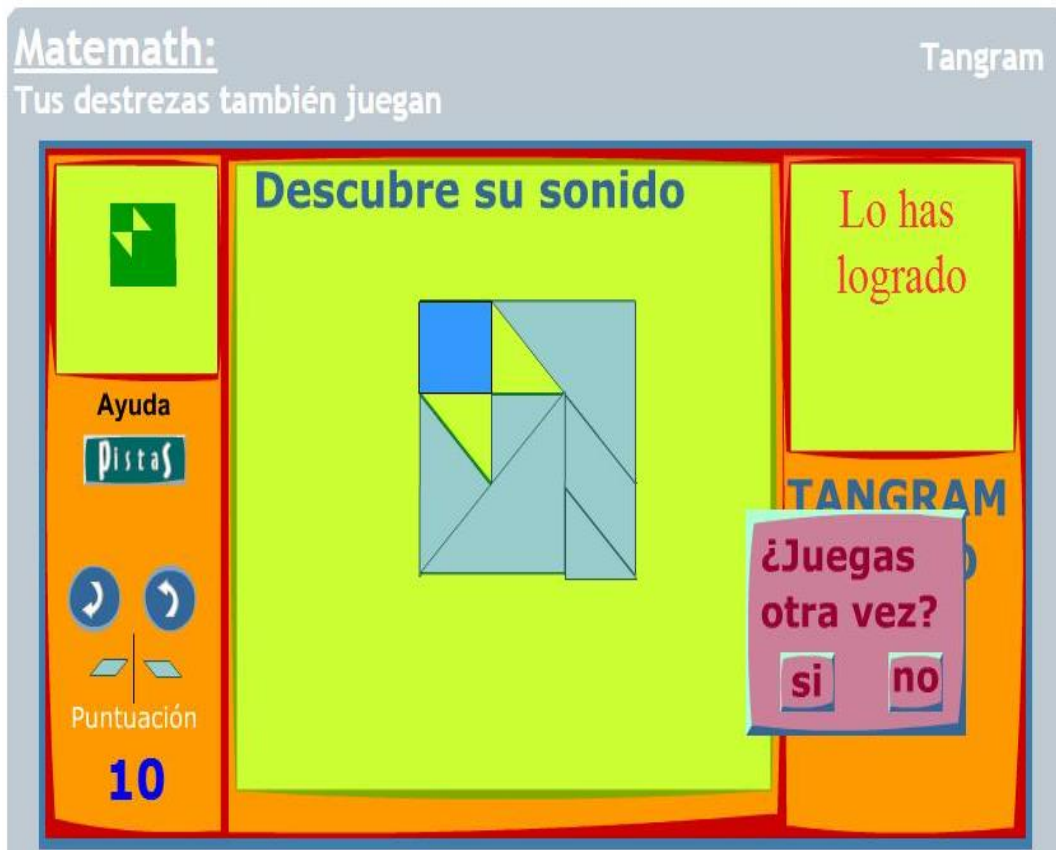 Matemath:
Tangram
Tus destrezas también juegan
Descubre su sonido
Lo has
logrado
Ayuda
pistas
TANGRAM
¿Juegas
otra vez?
si
no
Puntuación
10